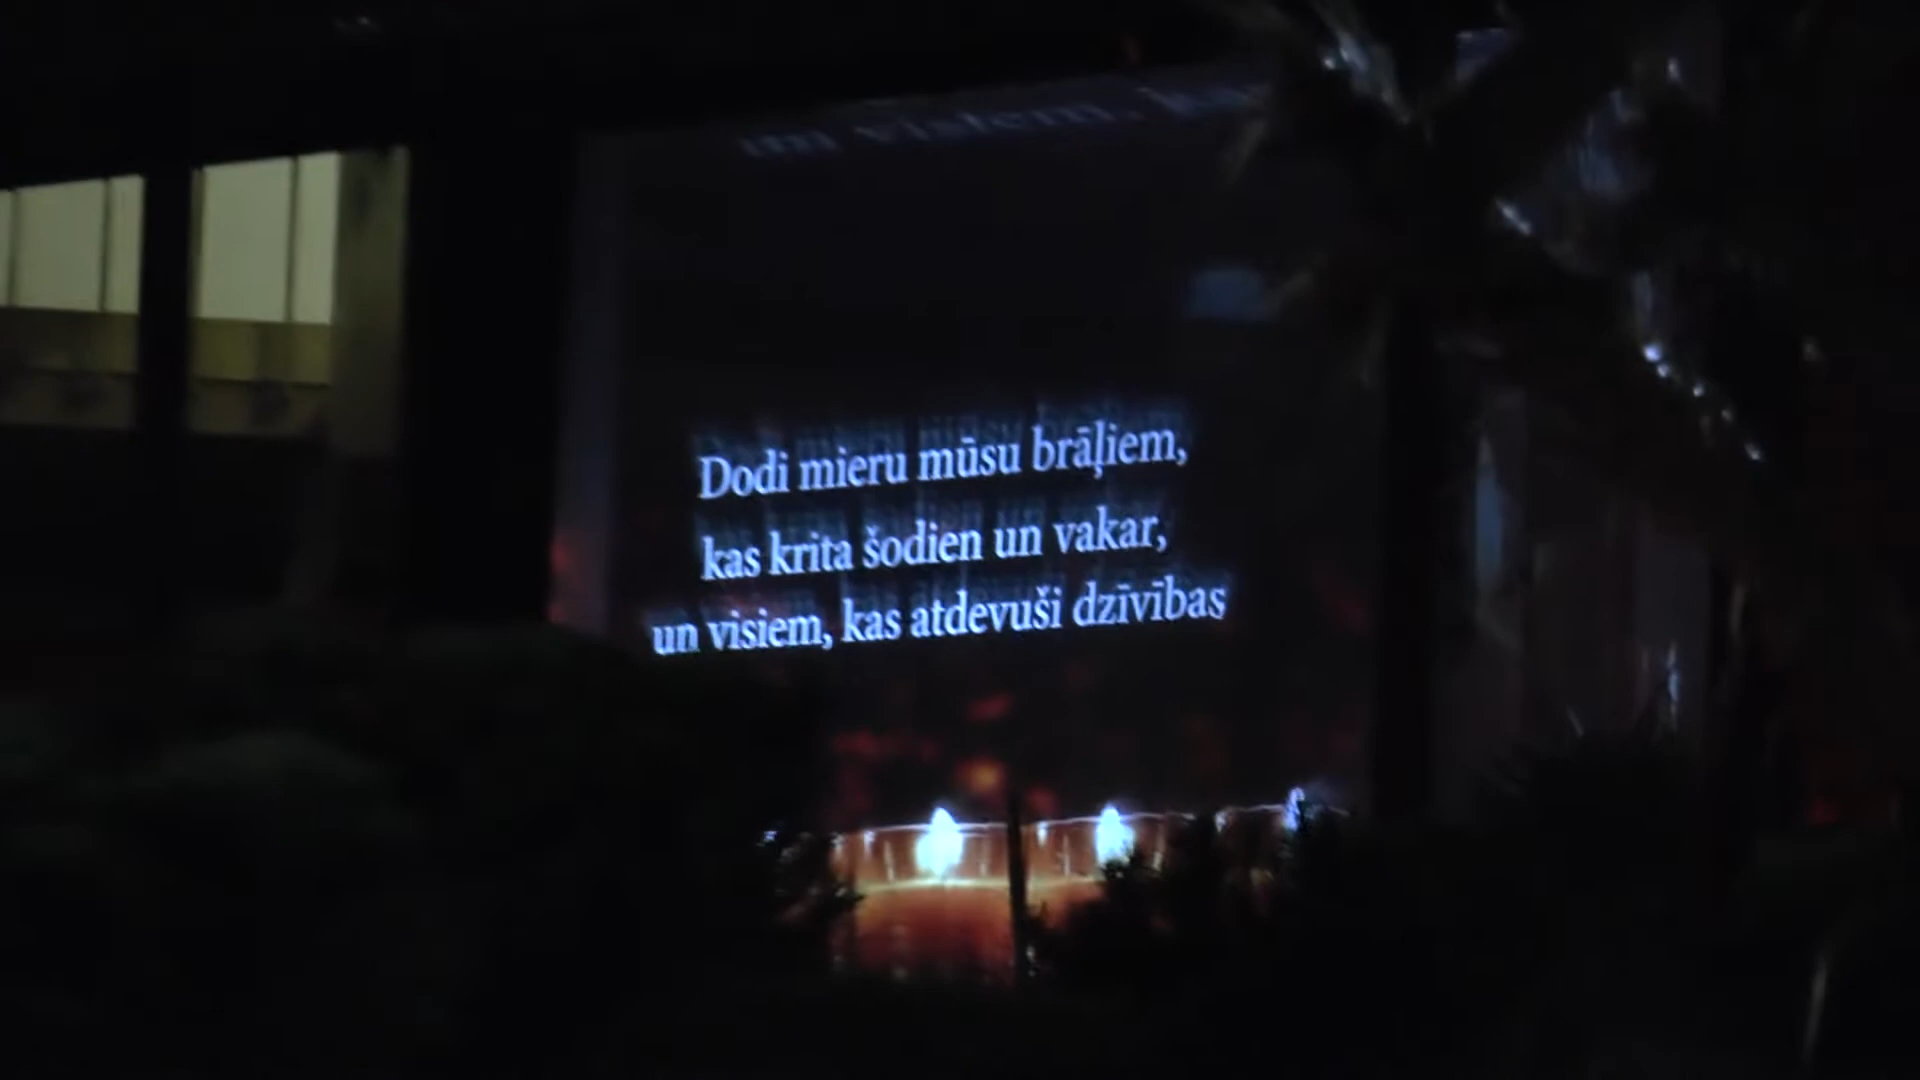 Dodi mieru mūsu brāļiem,
kas krita šodien un vakar,
un visiem, kas atdevuši dzīvības